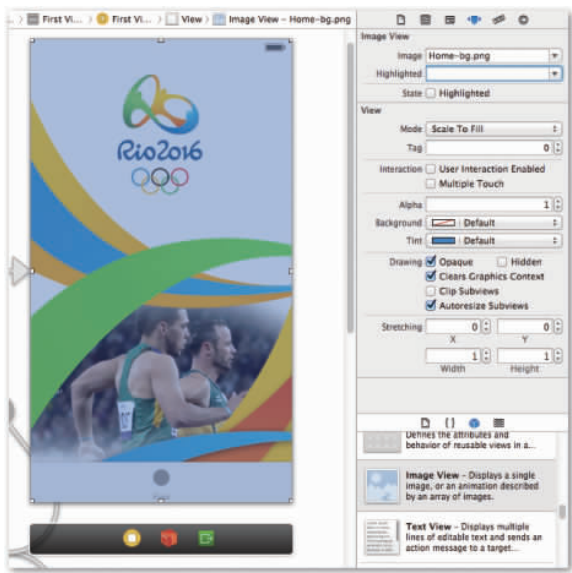 First Vi...
First Vi...
View
Image View - Home-bg.png
Rio2016
Image View
Image Home-bg.png
Highlighted
State Highlighted
View
Mode Scale To Fill
Tag 0
Interaction User Interaction Enabled
Multiple Touch
Alpha 1
Background Default
Tint Default
Drawing Opaque Hidden
Clears Graphics Context
Clip Subviews
Autoresize Subviews
Stretching 0 0
X Y
1 1
Width Height
{ }
Defines the attributes and
behavior of reusable views in a...
Image View - Displays a single
image, or an animation described
by an array of images.
Text View - Displays multiple
lines of editable text and sends an
action message to a target...